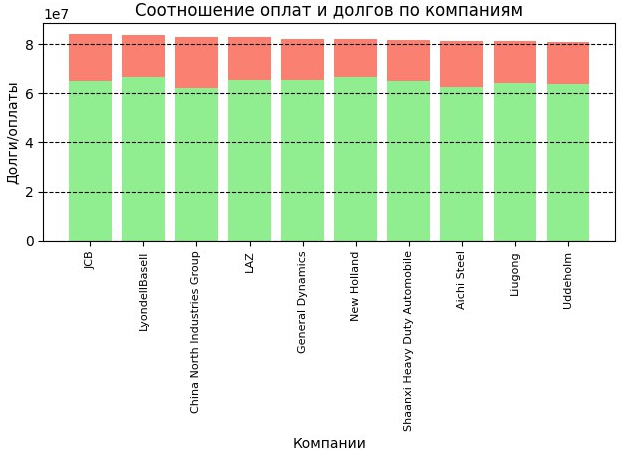 Соотношение оплат и долгов по компаниям
1e7
8
6
4
2
0
Долги/оплаты
JCB
LyondellBasell
China North Industries Group
LAZ
General Dynamics
New Holland
Shaanxi Heavy Duty Automobile
Aichi Steel
Liugong
Uddeholm
Компании